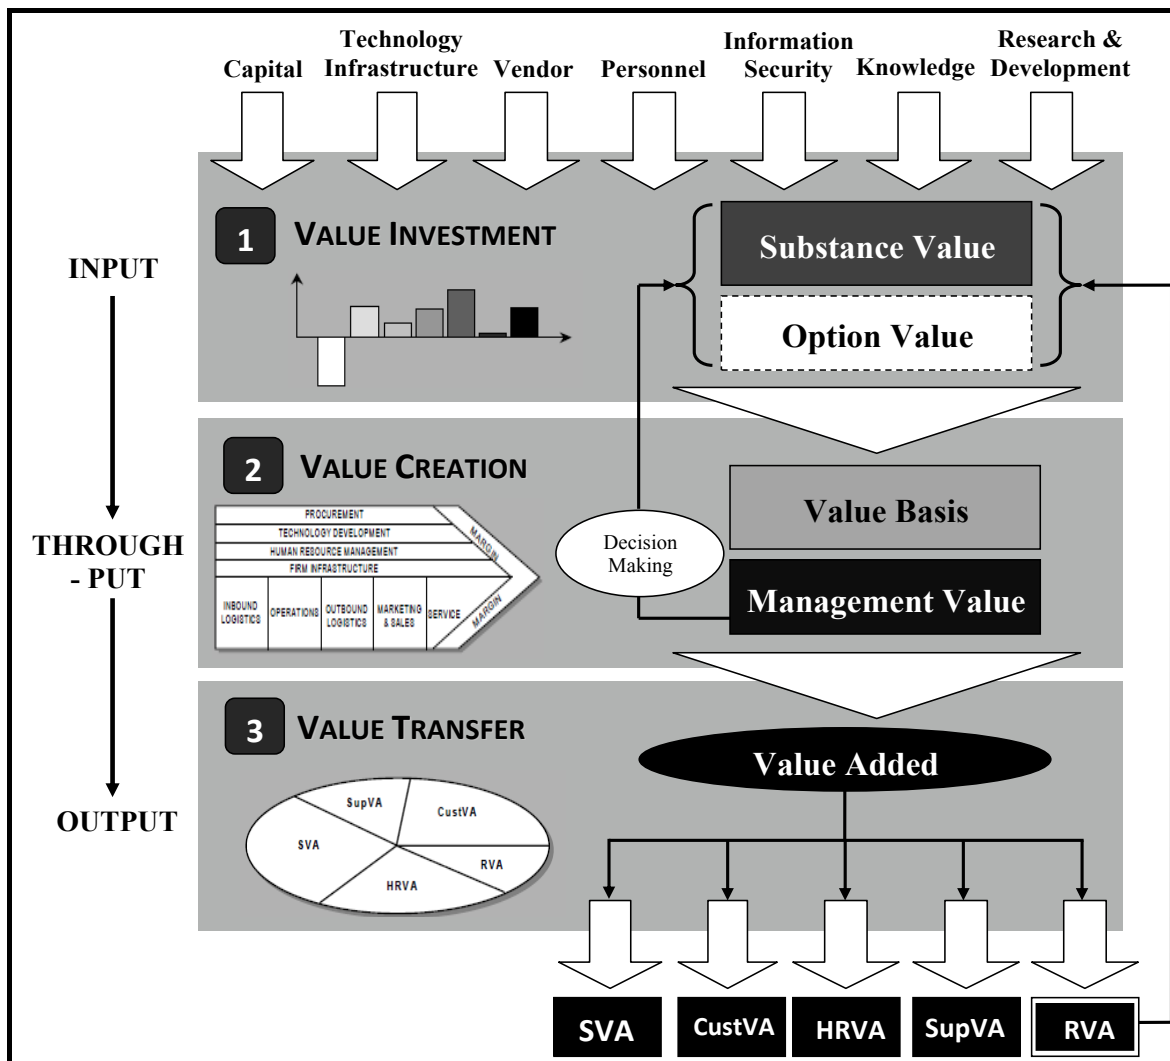 Capital
Technology
Infrastructure
Vendor
Personnel
Information
Security
Knowledge
Research &
Development
INPUT
1
VALUE INVESTMENT
Substance Value
Option Value
THROUGH
- PUT
2
VALUE CREATION
PROCUREMENT
TECHNOLOGY DEVELOPMENT
HUMAN RESOURCE MANAGEMENT
FIRM INFRASTRUCTURE
MARGIN
INBOUND
LOGISTICS
OPERATIONS
OUTBOUND
LOGISTICS
MARKETING
& SALES
SERVICE
MARGIN
Decision
Making
Value Basis
Management Value
OUTPUT
3
VALUE TRANSFER
SupVA
CustVA
SVA
RVA
HRVA
Value Added
SVA
CustVA
HRVA
SupVA
RVA